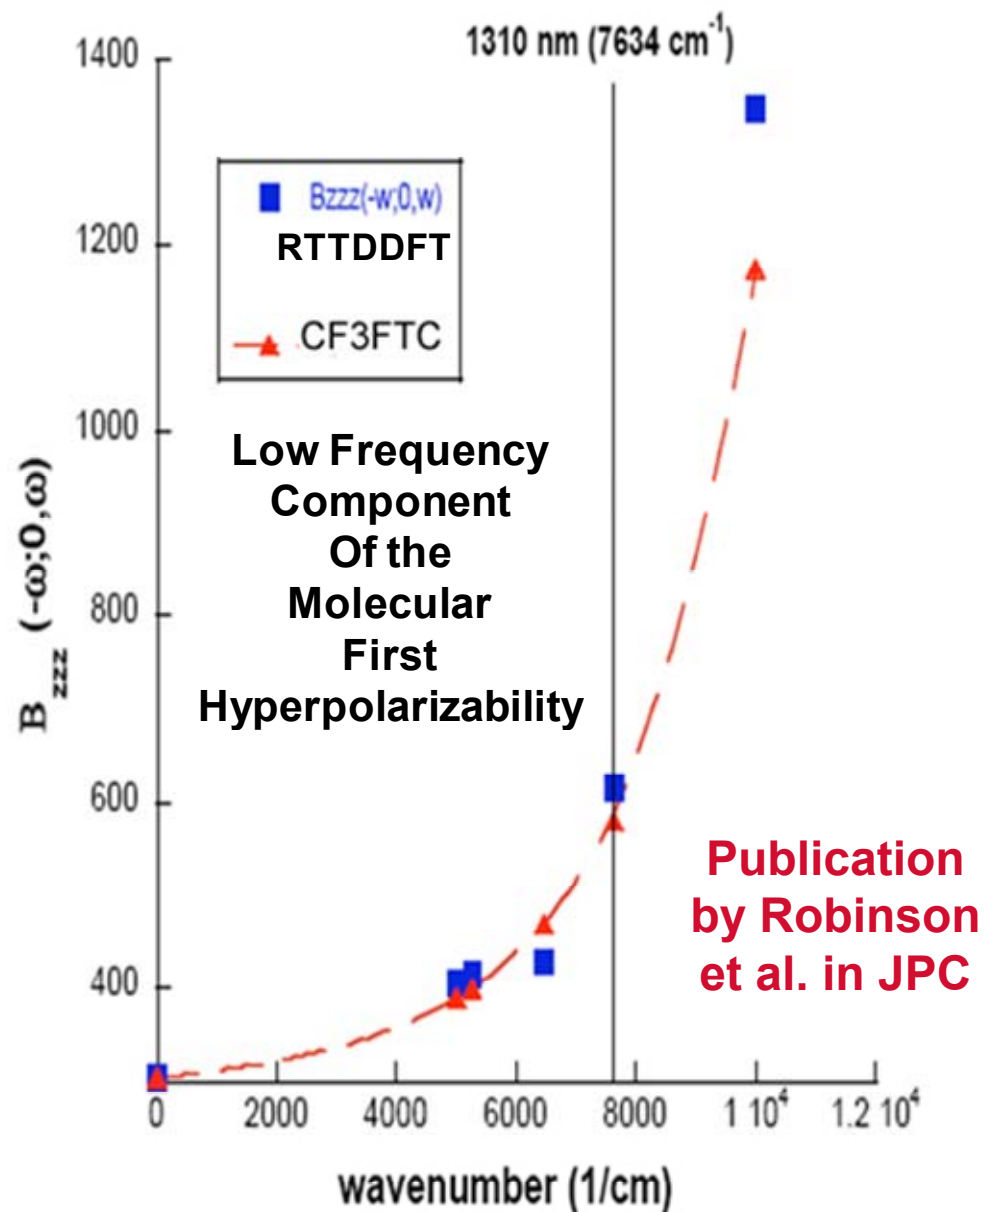 1310 nm (7634 cm⁻¹)
1400
Bzzz(-w;0,w)
RTTDDFT
CF3FTC
1200
1000
800
600
400
Low Frequency
Component
Of the
Molecular
First
Hyperpolarizability
B zzz (-ω;0,ω)
Publication
by Robinson
et al. in JPC
0 2000 4000 6000 8000 1 10⁴ 1.2 10⁴
wavenumber (1/cm)